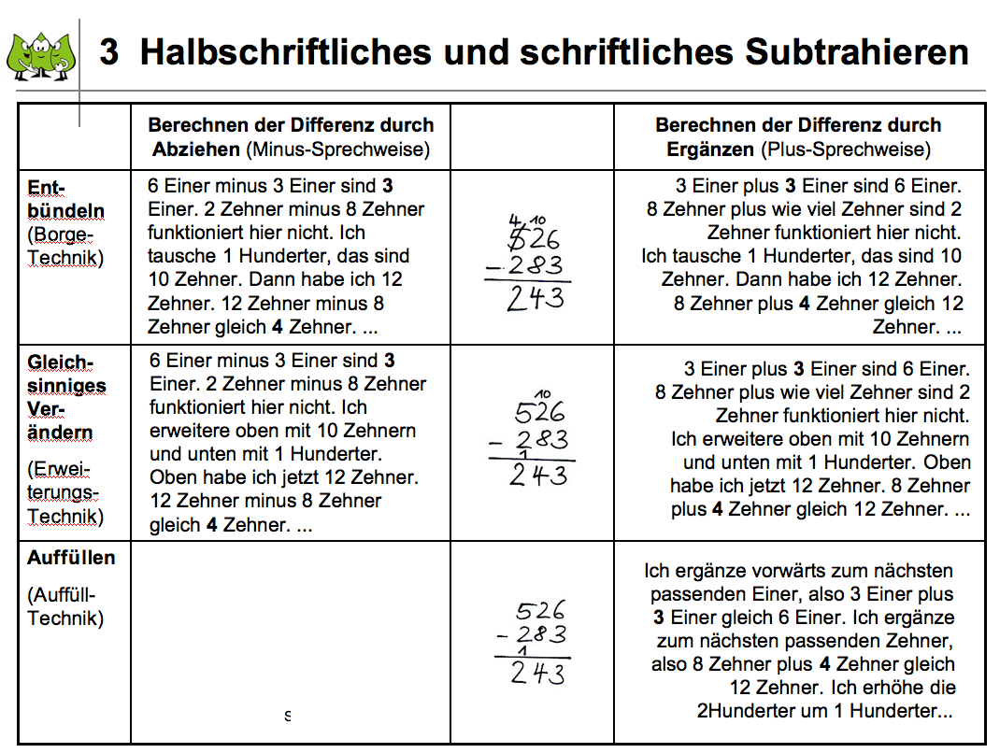 3 Halbschriftliches und schriftliches Subtrahieren
Berechnen der Differenz durch
Abziehen (Minus-Sprechweise)
Berechnen der Differenz durch
Ergänzen (Plus-Sprechweise)
Ent-
bündeln
(Borge-
Technik)
6 Einer minus 3 Einer sind 3
Einer. 2 Zehner minus 8 Zehner
funktioniert hier nicht. Ich
tausche 1 Hunderter, das sind
10 Zehner. Dann habe ich 12
Zehner. 12 Zehner minus 8
Zehner gleich 4 Zehner. ...
4 10
526
- 283
243
3 Einer plus 3 Einer sind 6 Einer.
8 Zehner plus wie viel Zehner sind 2
Zehner funktioniert hier nicht.
Ich tausche 1 Hunderter, das sind 10
Zehner. Dann habe ich 12 Zehner.
8 Zehner plus 4 Zehner gleich 12
Zehner. ...
Gleich-
sinniges
Ver-
ändern
(Erwei-
terungs-
Technik)
6 Einer minus 3 Einer sind 3
Einer. 2 Zehner minus 8 Zehner
funktioniert hier nicht. Ich
erweitere oben mit 10 Zehnern
und unten mit 1 Hunderter.
Oben habe ich jetzt 12 Zehner.
12 Zehner minus 8 Zehner
gleich 4 Zehner. ...
10
526
- 283
1
243
3 Einer plus 3 Einer sind 6 Einer.
8 Zehner plus wie viel Zehner sind 2
Zehner funktioniert hier nicht.
Ich erweitere oben mit 10 Zehnern
und unten mit 1 Hunderter. Oben
habe ich jetzt 12 Zehner. 8 Zehner
plus 4 Zehner gleich 12 Zehner. ...
Auffüllen
(Auffüll-
Technik)
S
526
- 283
1
243
Ich ergänze vorwärts zum nächsten
passenden Einer, also 3 Einer plus
3 Einer gleich 6 Einer. Ich ergänze
zum nächsten passenden Zehner,
also 8 Zehner plus 4 Zehner gleich
12 Zehner. Ich erhöhe die
2Hunderter um 1 Hunderter...